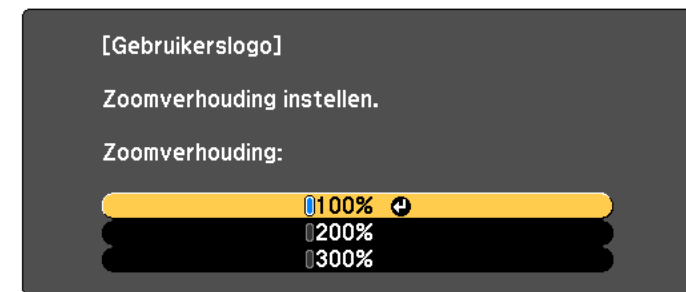 [Gebruikerslogo]
Zoomverhouding instellen.
Zoomverhouding:
100%
200%
300%